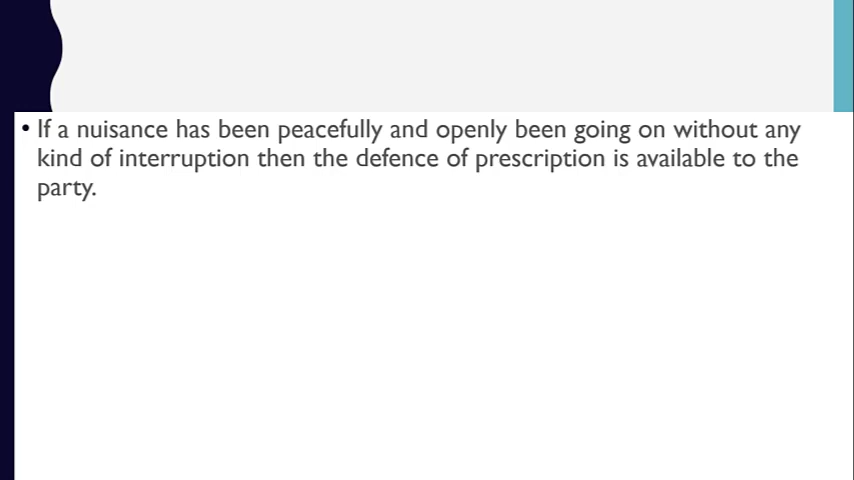 • If a nuisance has been peacefully and openly been going on without any
kind of interruption then the defence of prescription is available to the
party.